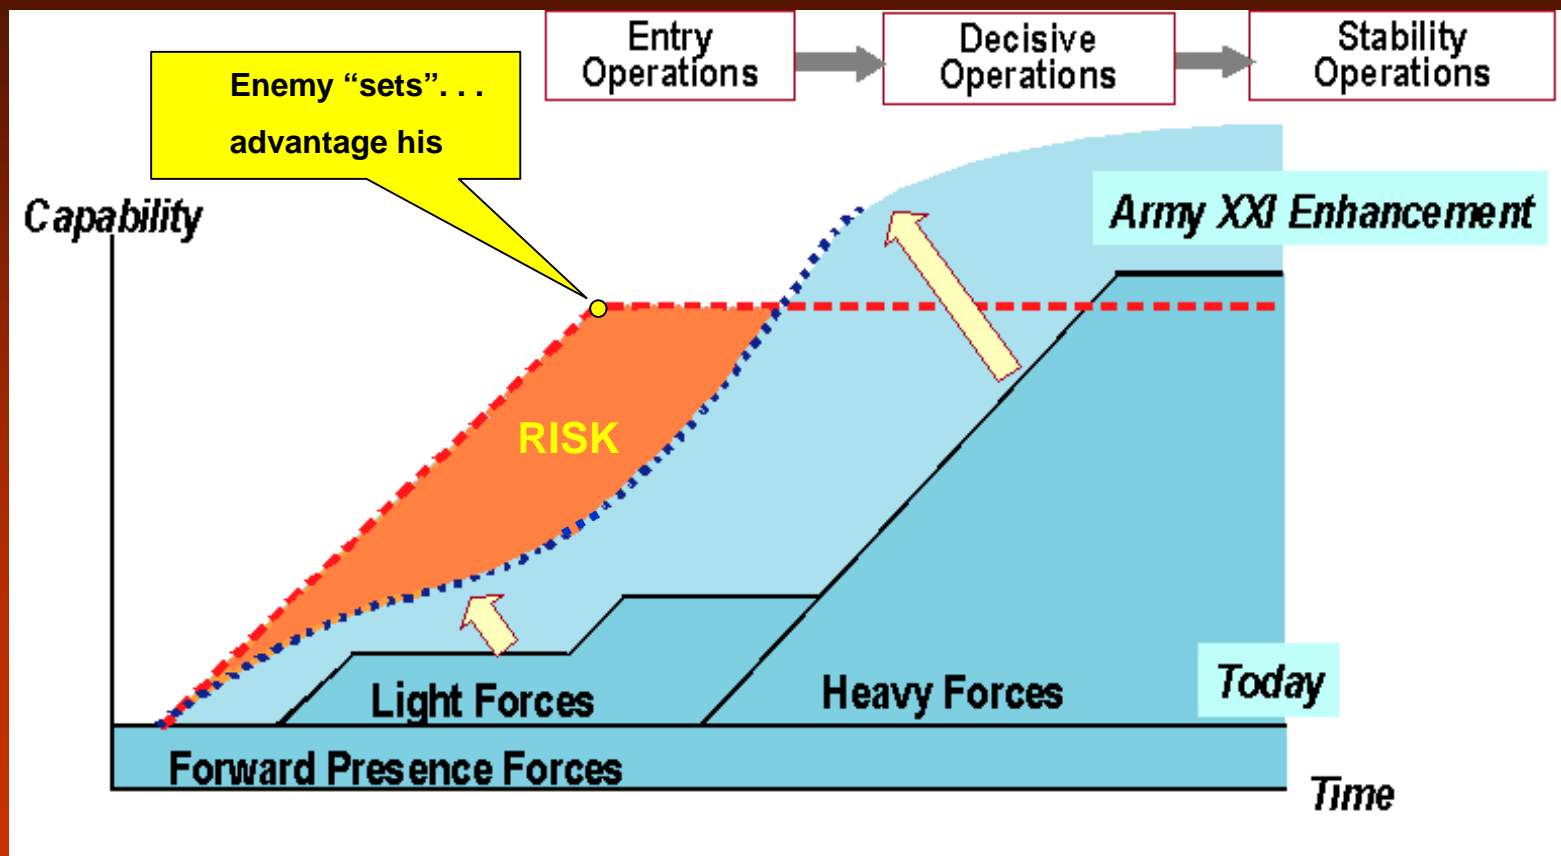 Entry
Operations
Decisive
Operations
Stability
Operations
Enemy “sets”. . .
advantage his
Capability
Army XXI Enhancement
RISK
Light Forces
Heavy Forces
Today
Forward Presence Forces
Time